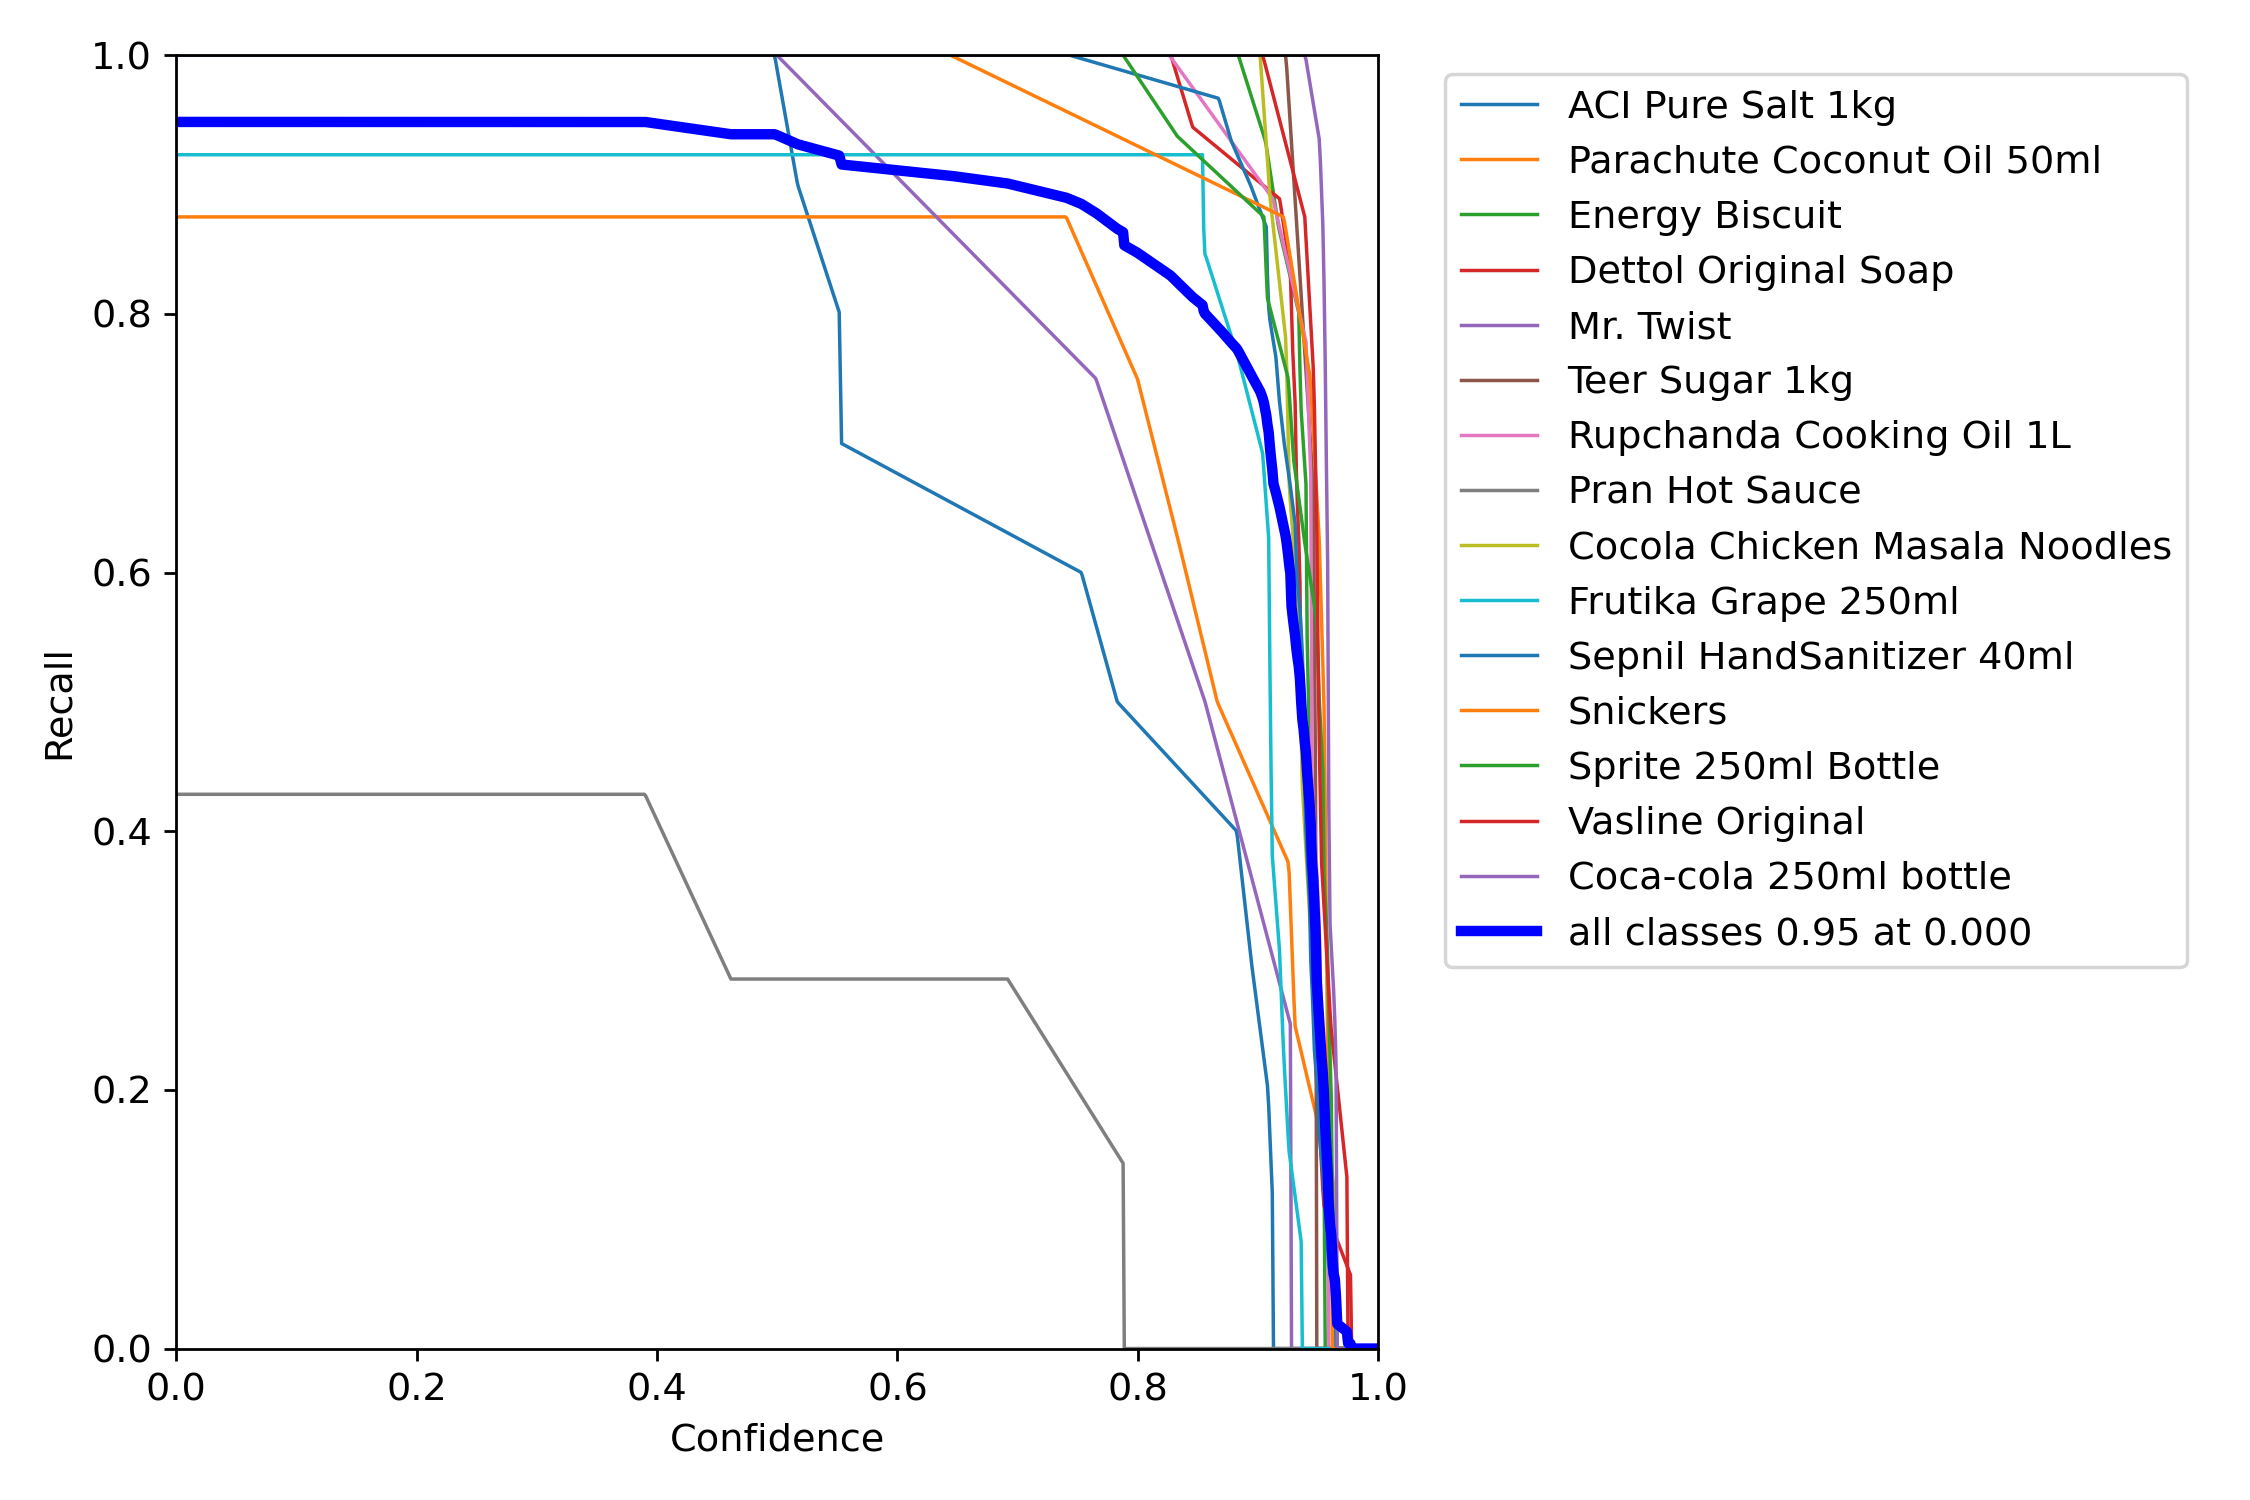 1.0
0.8
0.6
0.4
0.2
0.0
Recall
0.0 0.2 0.4 0.6 0.8 1.0
Confidence
ACI Pure Salt 1kg
Parachute Coconut Oil 50ml
Energy Biscuit
Dettol Original Soap
Mr. Twist
Teer Sugar 1kg
Rupchanda Cooking Oil 1L
Pran Hot Sauce
Cocola Chicken Masala Noodles
Frutika Grape 250ml
Sepnil HandSanitizer 40ml
Snickers
Sprite 250ml Bottle
Vasline Original
Coca-cola 250ml bottle
all classes 0.95 at 0.000